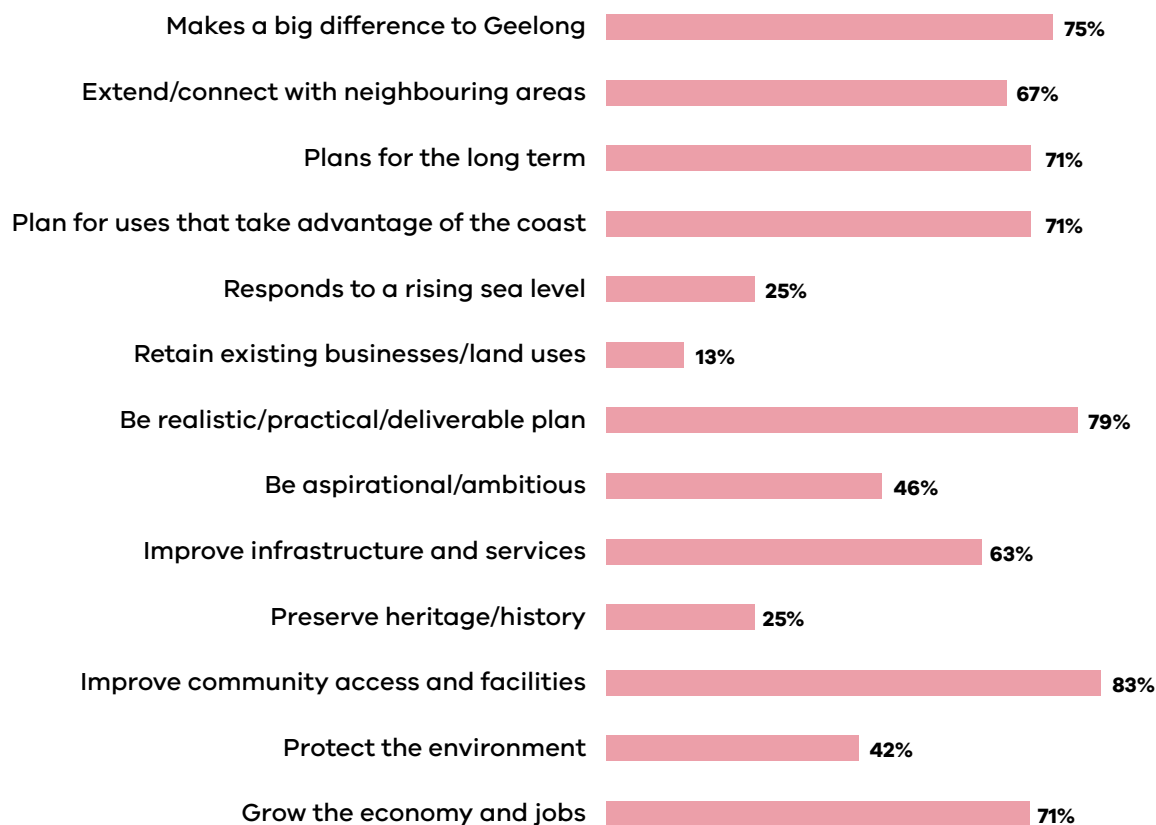 Makes a big difference to Geelong 75%
Extend/connect with neighbouring areas 67%
Plans for the long term 71%
Plan for uses that take advantage of the coast 71%
Responds to a rising sea level 25%
Retain existing businesses/land uses 13%
Be realistic/practical/deliverable plan 79%
Be aspirational/ambitious 46%
Improve infrastructure and services 63%
Preserve heritage/history 25%
Improve community access and facilities 83%
Protect the environment 42%
Grow the economy and jobs 71%